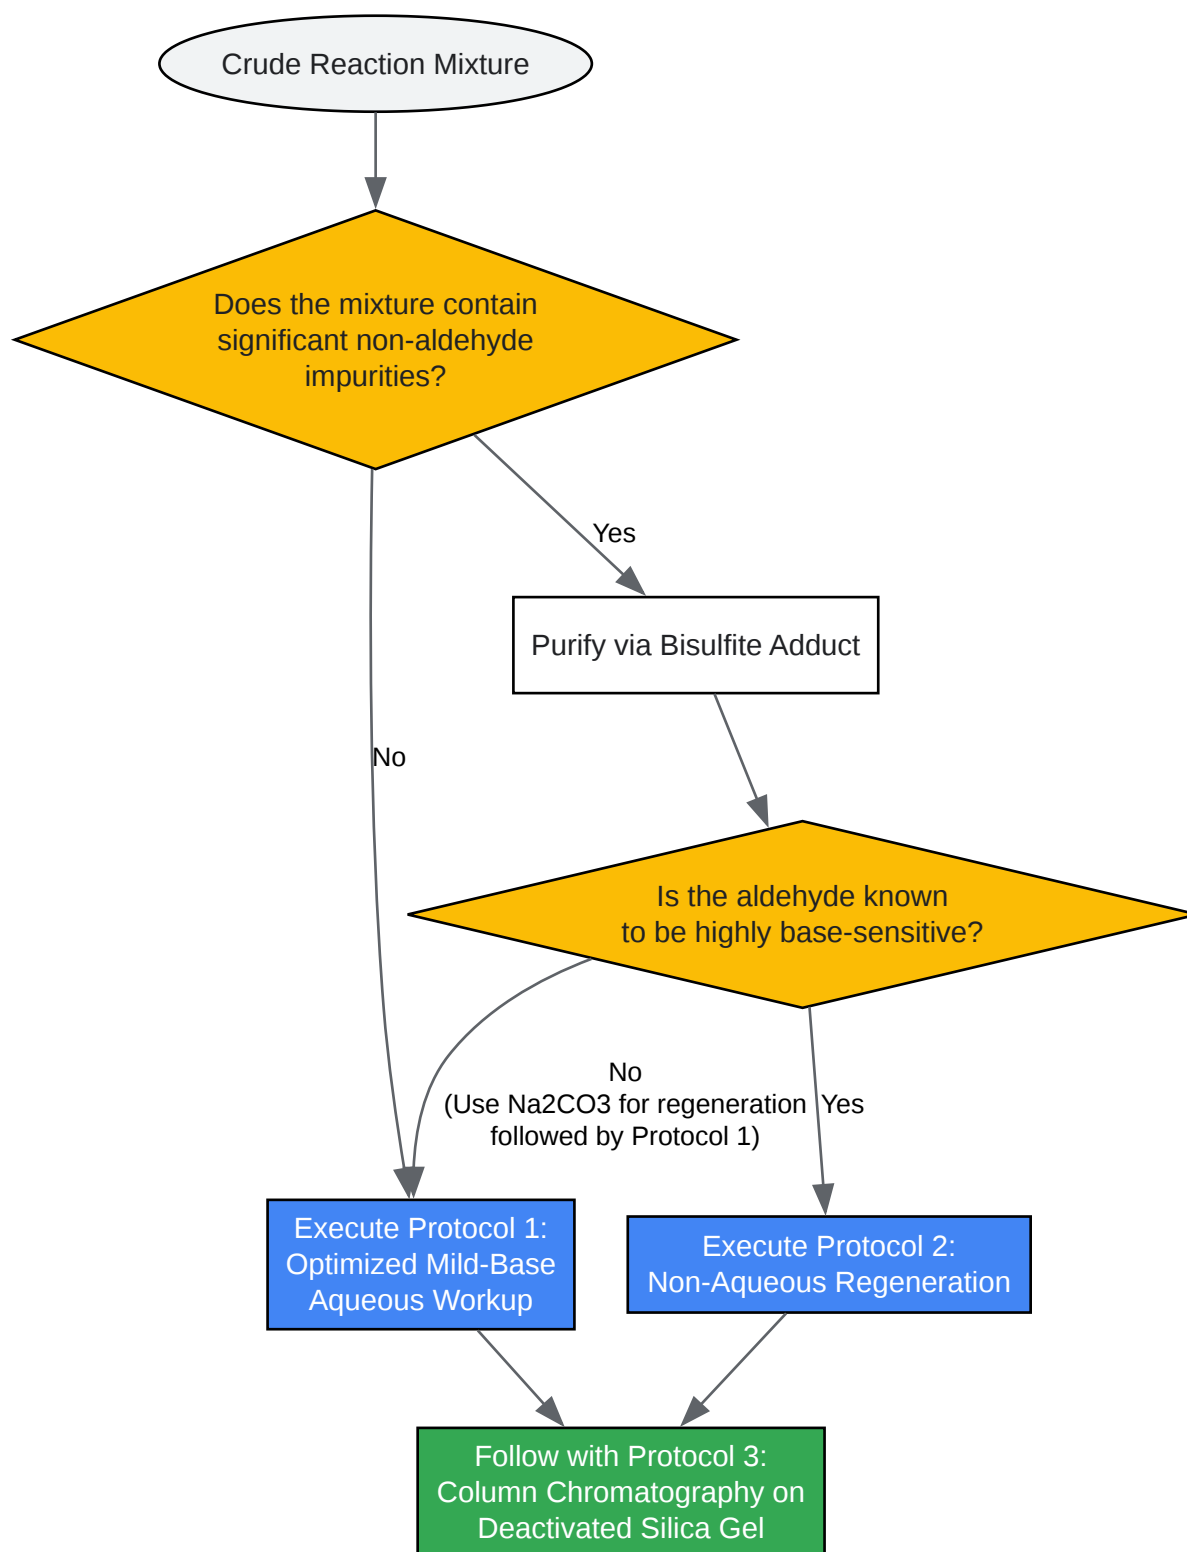 Crude Reaction Mixture
Does the mixture contain
significant non-aldehyde
impurities?
Yes
Purify via Bisulfite Adduct
No
Is the aldehyde known
to be highly base-sensitive?
No
(Use Na2CO3 for regeneration
followed by Protocol 1)
Yes
Execute Protocol 1:
Optimized Mild-Base
Aqueous Workup
Execute Protocol 2:
Non-Aqueous Regeneration
Follow with Protocol 3:
Column Chromatography on
Deactivated Silica Gel